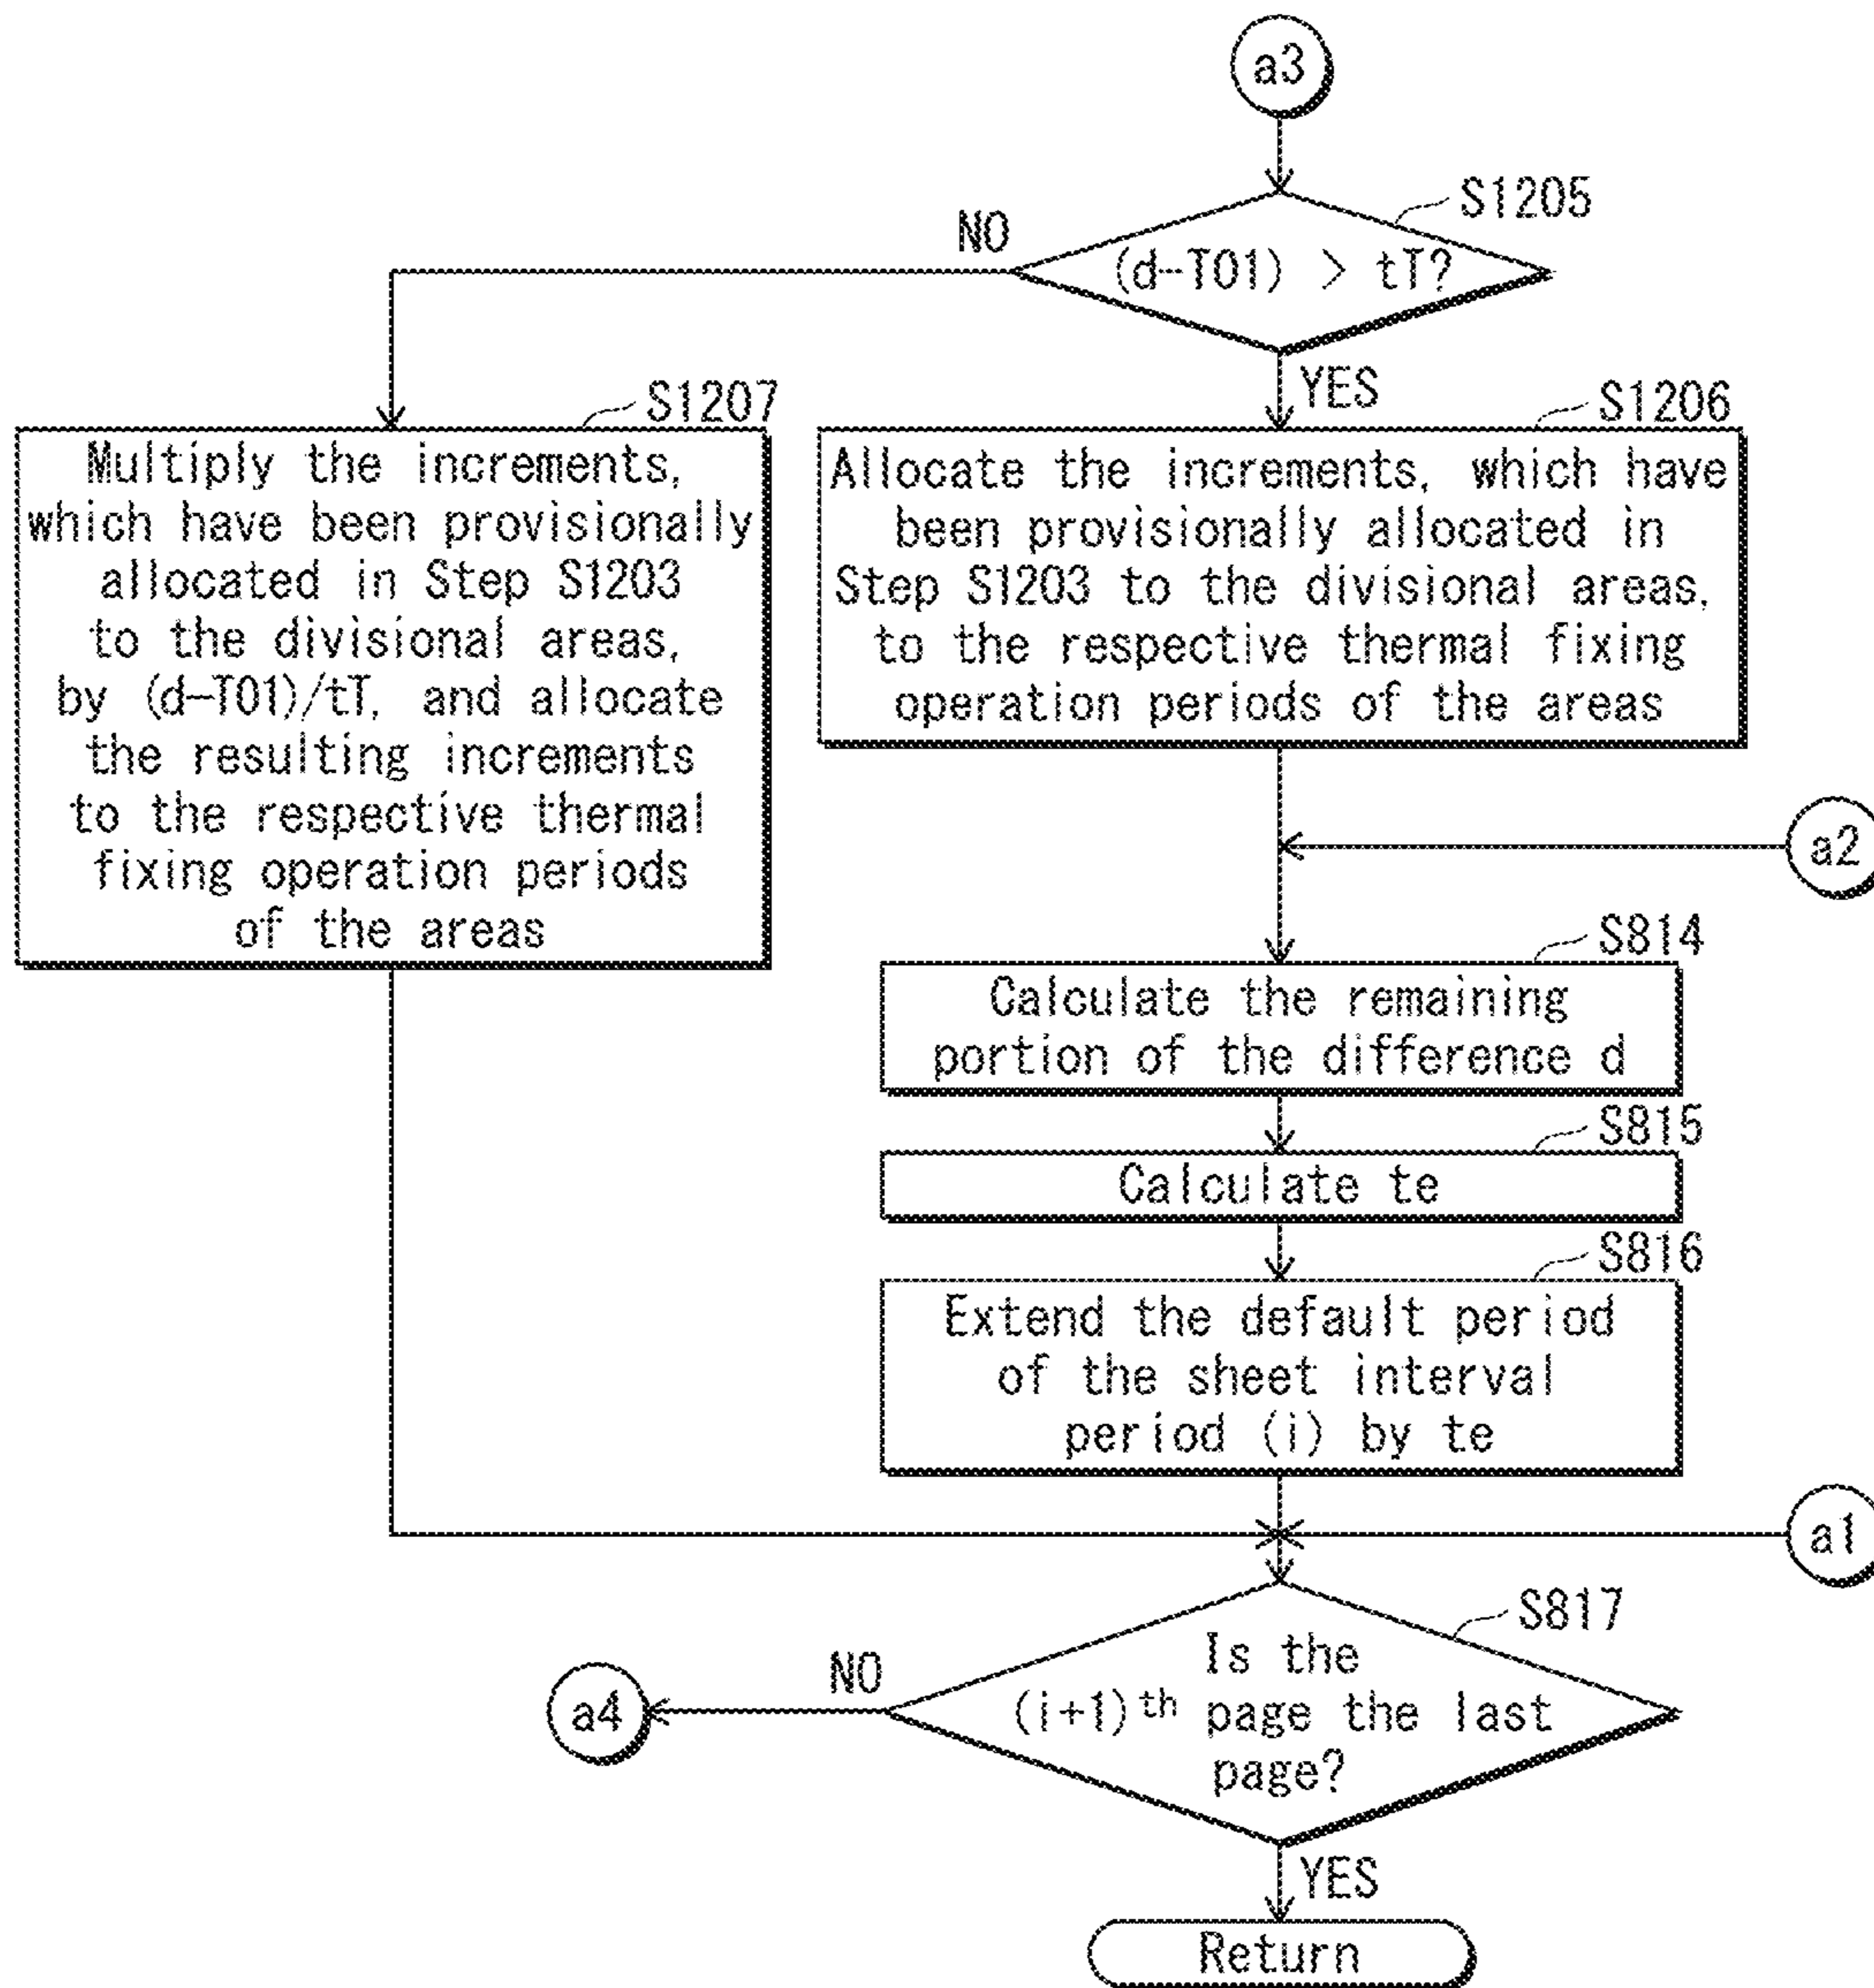 a3
S1205
NO
(d-T01) > tT?
YES
S1207
Multiply the increments,
which have been provisionally
allocated in Step S1203
to the divisional areas,
by (d-T01)/tT, and allocate
the resulting increments
to the respective thermal
fixing operation periods
of the areas
S1206
Allocate the increments, which have
been provisionally allocated in
Step S1203 to the divisional areas,
to the respective thermal fixing
operation periods of the areas
a2
S814
Calculate the remaining
portion of the difference d
S815
Calculate te
S816
Extend the default period
of the sheet interval
period (i) by te
a1
S817
Is the
(i+1)th page the last
page?
NO
a4
YES
Return